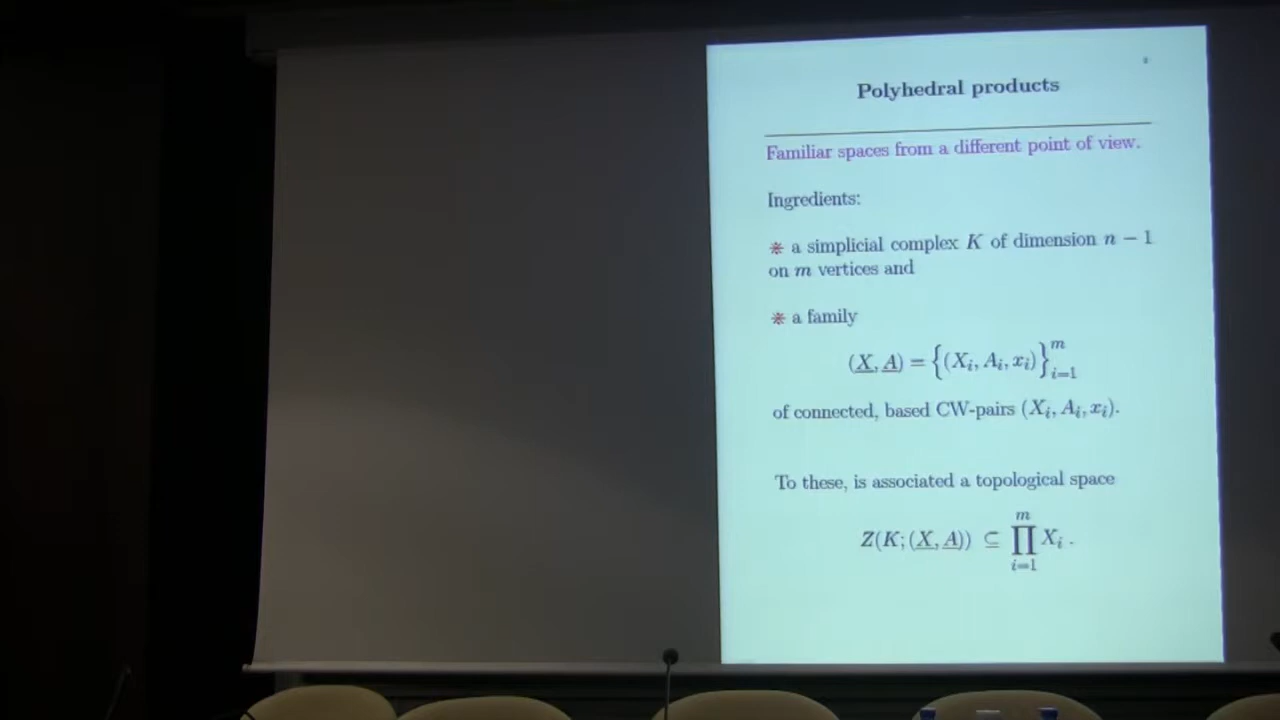 Polyhedral products
Familiar spaces from a different point of view.
Ingredients:
⋇ a simplicial complex K of dimension n − 1
on m vertices and
⋇ a family
(X̲, A̲) = {(Xᵢ, Aᵢ, xᵢ)}ᵐᵢ₌₁
of connected, based CW-pairs (Xᵢ, Aᵢ, xᵢ).
To these, is associated a topological space
Z(K; (X̲, A̲)) ⊆ ∏ᵐᵢ₌₁ Xᵢ .